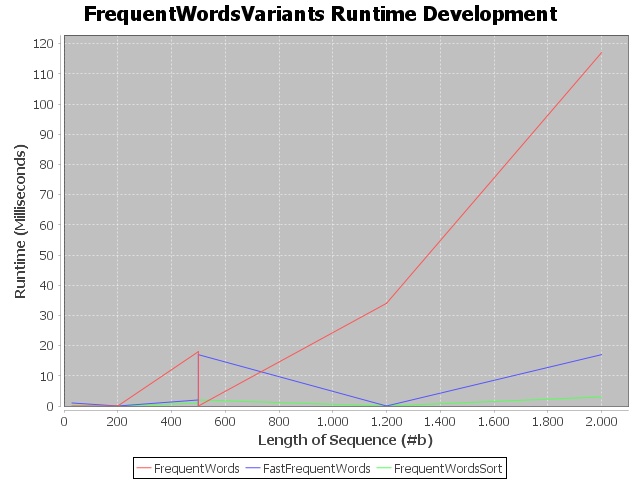 FrequentWordsVariants Runtime Development
Runtime (Milliseconds)
120
110
100
90
80
70
60
50
40
30
20
10
0
0 200 400 600 800 1.000 1.200 1.400 1.600 1.800 2.000
Length of Sequence (#b)
FrequentWords FastFrequentWords FrequentWordsSort